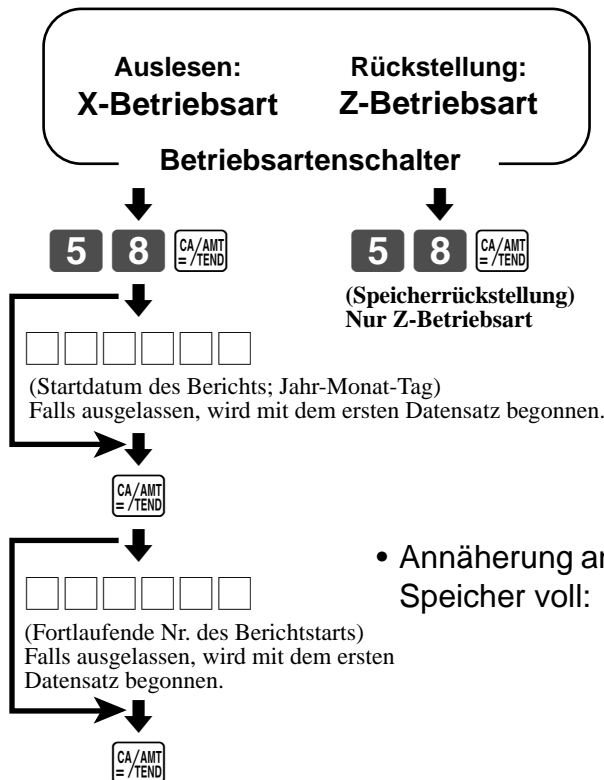 Auslesen:
X-Betriebsart
Rückstellung:
Z-Betriebsart
Betriebsartenschalter
5 8 CA/AMT
= /TEND
5 8 CA/AMT
= /TEND
(Speicherrückstellung)
Nur Z-Betriebsart
(Startdatum des Berichts; Jahr-Monat-Tag)
Falls ausgelassen, wird mit dem ersten Datensatz begonnen.
CA/AMT
= /TEND
• Annäherung an
Speicher voll:
(Fortlaufende Nr. des Berichtstarts)
Falls ausgelassen, wird mit dem ersten
Datensatz begonnen.
CA/AMT
= /TEND